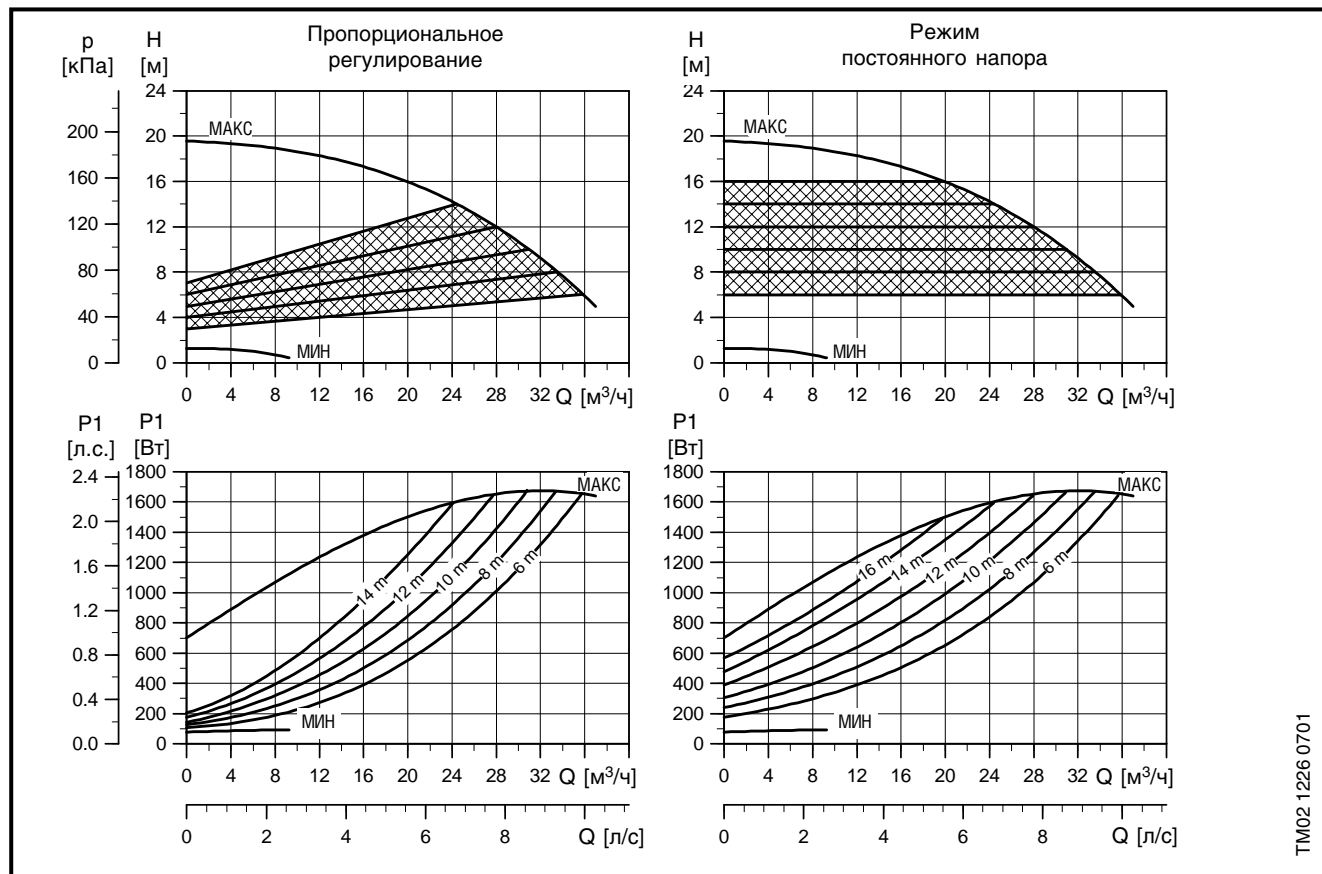 Пропорциональное
регулирование
p
[кПа]
H
[м]
200
160
120
80
40
0
24
20
16
12
8
4
0
МАКС
МИН
0 4 8 12 16 20 24 28 32 Q [м³/ч]
Режим
постоянного напора
H
[м]
24
20
16
12
8
4
0
МАКС
МИН
0 4 8 12 16 20 24 28 32 Q [м³/ч]
P1
[л.с.]
P1
[Вт]
2.4
2.0
1.6
1.2
0.8
0.4
0.0
1800
1600
1400
1200
1000
800
600
400
200
0
МАКС
14 m
12 m
10 m
8 m
6 m
МИН
0 4 8 12 16 20 24 28 32 Q [м³/ч]
0 2 4 6 8 Q [л/с]
P1
[Вт]
1800
1600
1400
1200
1000
800
600
400
200
0
МАКС
16 m
14 m
12 m
10 m
8 m
6 m
МИН
0 4 8 12 16 20 24 28 32 Q [м³/ч]
0 2 4 6 8 Q [л/с]
TM02 1226 0701